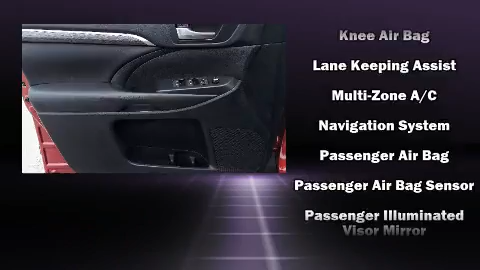 Knee Air Bag
Lane Keeping Assist
Multi-Zone A/C
Navigation System
Passenger Air Bag
Passenger Air Bag Sensor
Passenger Illuminated
Visor Mirror